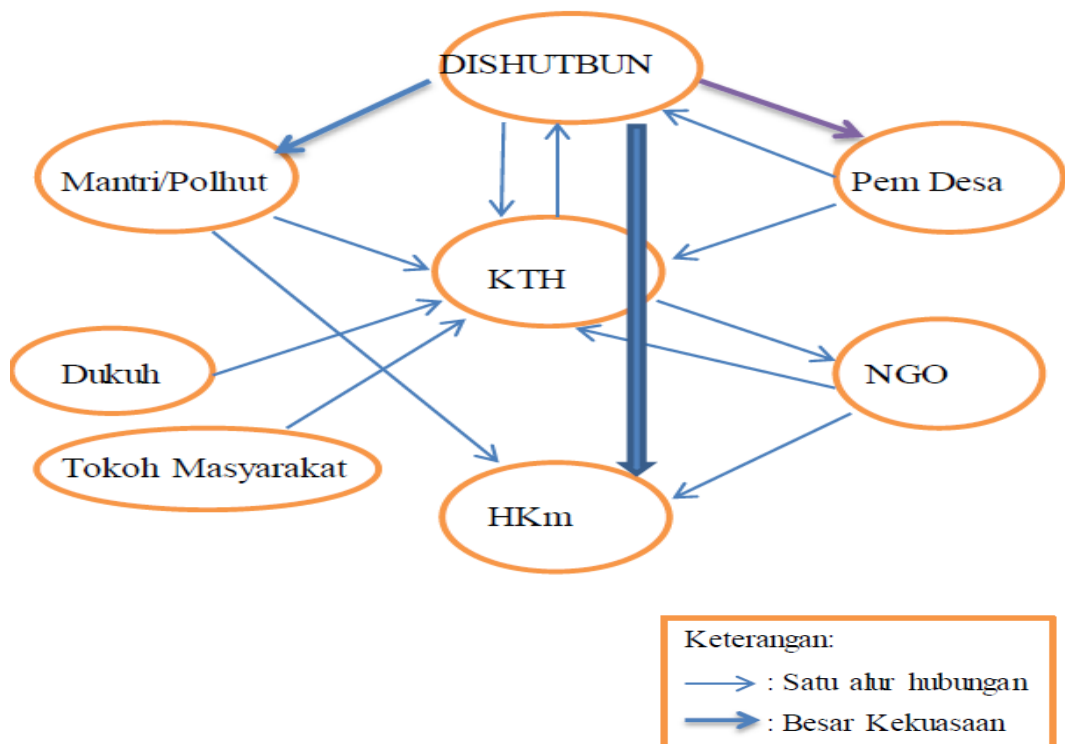 DISHUTBUN
Mantri/Polhut
Pem Desa
KTH
Dukuh
NGO
Tokoh Masyarakat
HKm
Keterangan:
: Satu alur hubungan
: Besar Kekuasaan